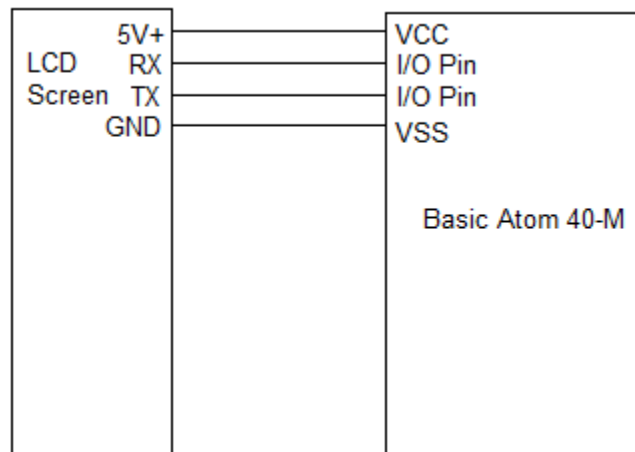 5V+
LCD RX
Screen TX
GND
VCC
I/O Pin
I/O Pin
VSS
Basic Atom 40-M